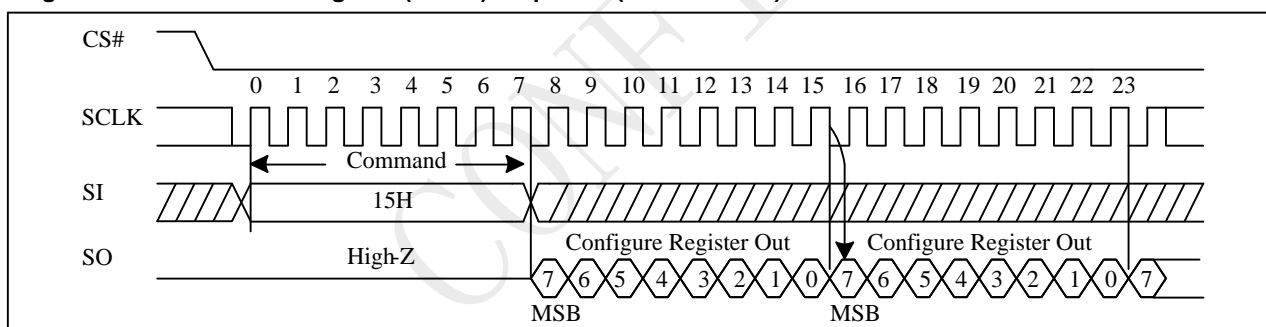 CS#
0 1 2 3 4 5 6 7 8 9 10 11 12 13 14 15 16 17 18 19 20 21 22 23
SCLK
Command
SI
15H
Configure Register Out Configure Register Out
SO
High-Z
7 6 5 4 3 2 1 0 7 6 5 4 3 2 1 0 7
MSB MSB